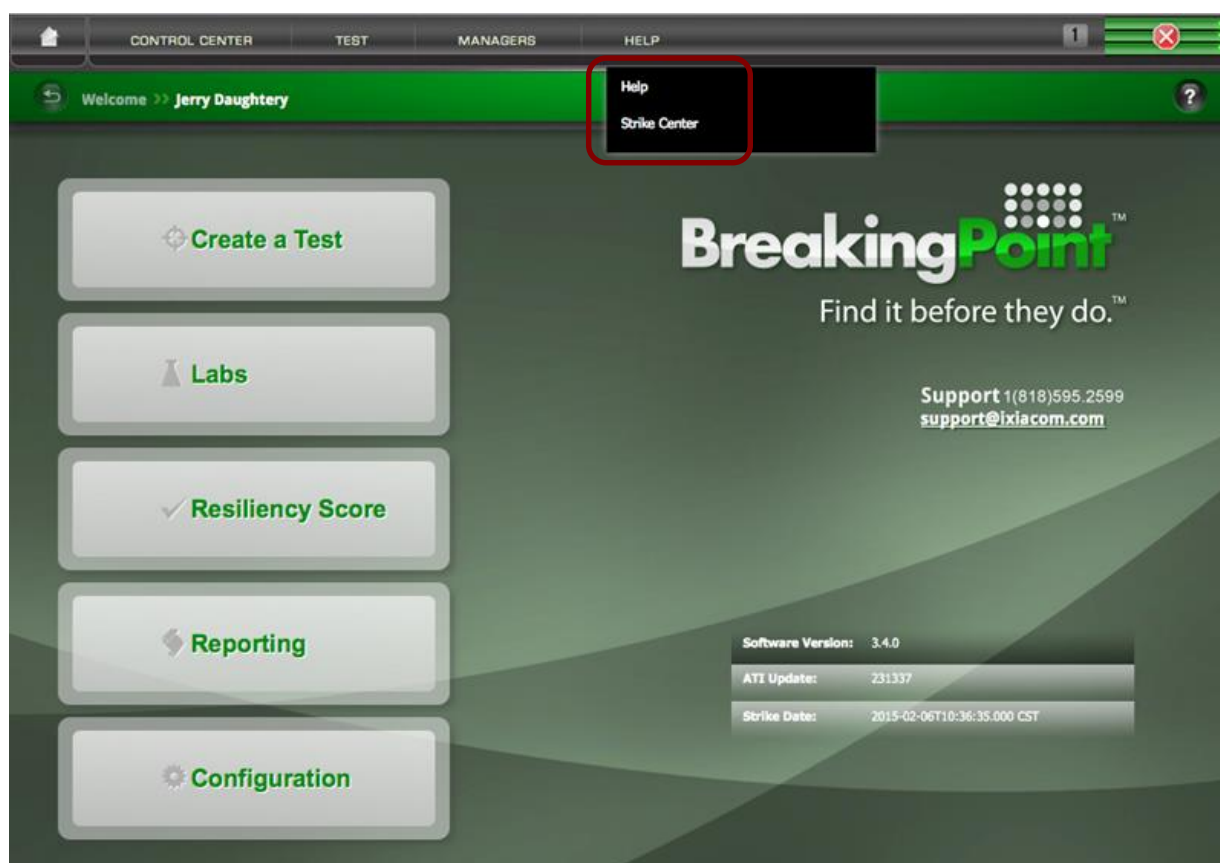 CONTROL CENTER TEST MANAGERS HELP 1
Welcome >> Jerry Daughtery
Help
Strike Center
?
Create a Test
Labs
Resiliency Score
Reporting
Configuration
BreakingPoint™
Find it before they do.™
Support 1(818)595.2599
support@ixiacom.com
Software Version: 3.4.0
ATI Update: 231337
Strike Date: 2015-02-06T10:36:35.000 CST